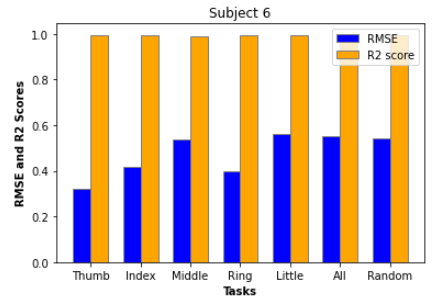 Subject 6
RMSE
R2 score
RMSE and R2 Scores
1.0
0.8
0.6
0.4
0.2
0.0
Thumb Index Middle Ring Little All Random
Tasks